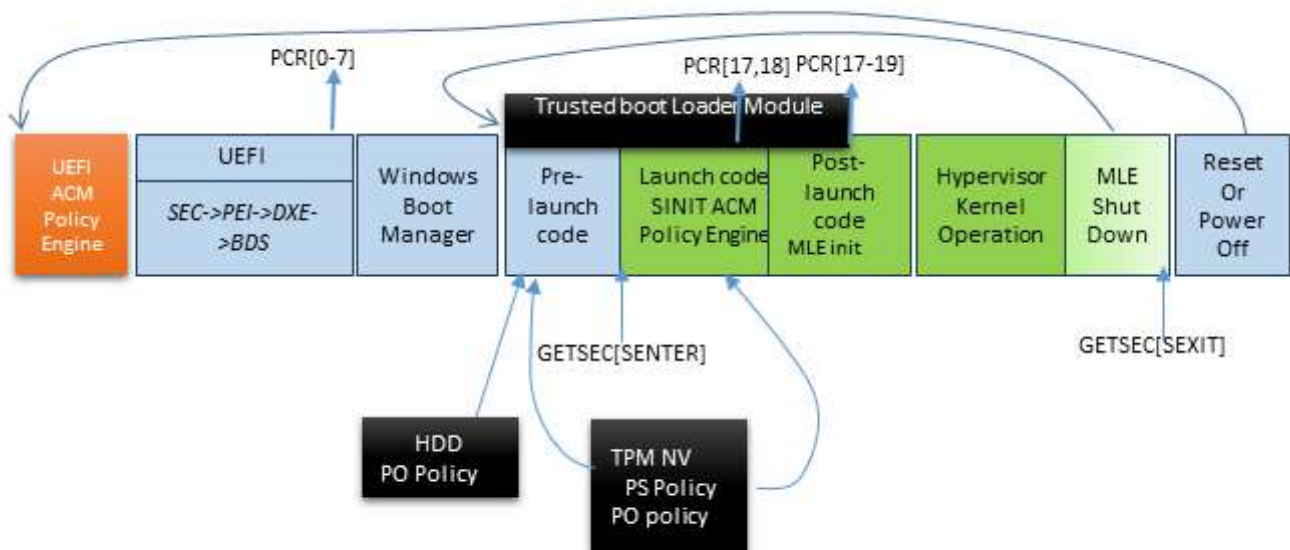 PCR[0-7]
PCR[17,18]
PCR[17-19]
Trusted boot Loader Module
UEFI
ACM
Policy
Engine
UEFI
SEC->PEI->DXE-
>BDS
Windows
Boot
Manager
Pre-
launch
code
Launch code
SINIT ACM
Policy Engine
Post-
launch
code
MLE init
Hypervisor
Kernel
Operation
MLE
Shut
Down
Reset
Or
Power
Off
GETSEC[SENTER]
GETSEC[SEXIT]
HDD
PO Policy
TPM NV
PS Policy
PO policy